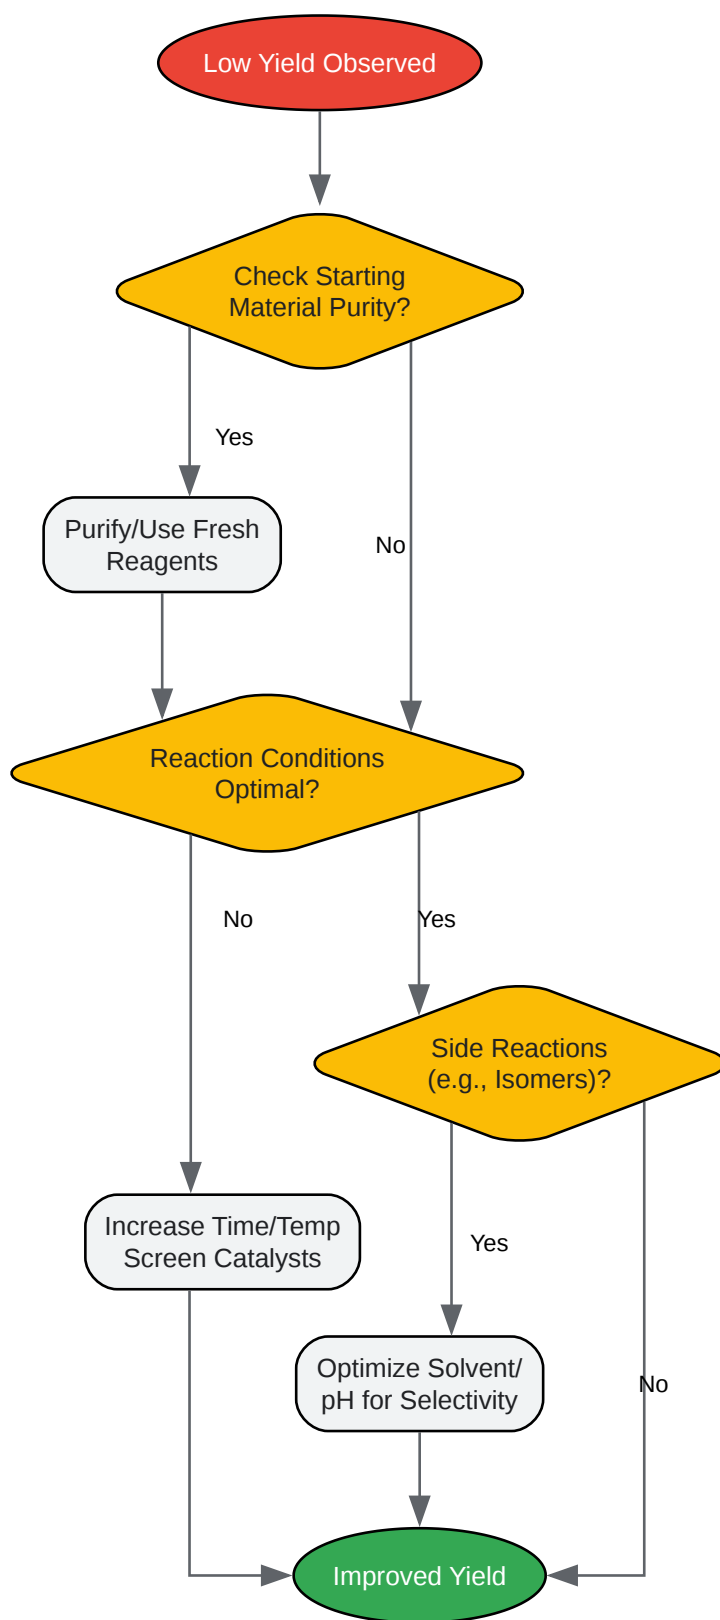 Low Yield Observed
Check Starting
Material Purity?
Yes
Purify/Use Fresh
Reagents
No
Reaction Conditions
Optimal?
No
Yes
Side Reactions
(e.g., Isomers)?
Increase Time/Temp
Screen Catalysts
Yes
Optimize Solvent/
pH for Selectivity
No
Improved Yield